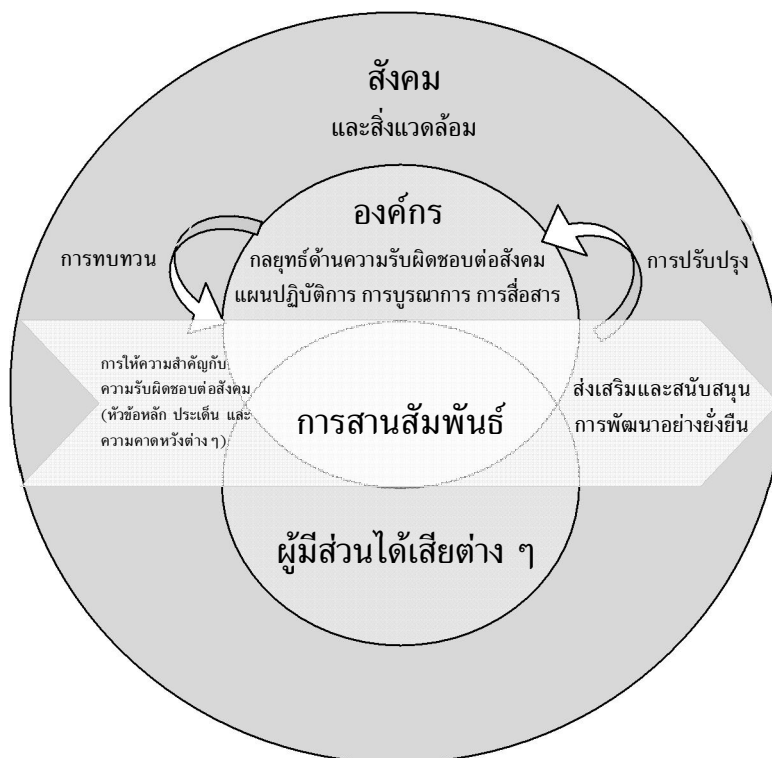 สังคม
และสิ่งแวดล้อม
องค์กร
กลยุทธ์ด้านความรับผิดชอบต่อสังคม
แผนปฏิบัติการ การบูรณาการ การสื่อสาร
การทบทวน
การปรับปรุง
การให้ความสำคัญกับ
ความรับผิดชอบต่อสังคม
(หัวข้อหลัก ประเด็น และ
ความคาดหวังต่าง ๆ)
การสานสัมพันธ์
ส่งเสริมและสนับสนุน
การพัฒนาอย่างยั่งยืน
ผู้มีส่วนได้เสียต่าง ๆ